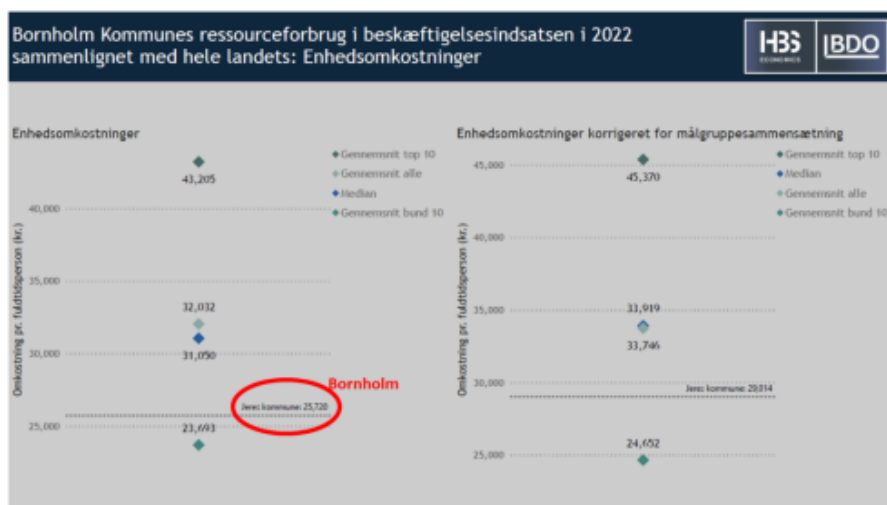 Bornholm Kommunes ressourceforbrug i beskæftigelsesindsatsen i 2022
sammenlignet med hele landets: Enhedsomkostninger
HBS
ECONOMICS
BDO
Enhedsomkostninger
Gennemsnit top 10
Gennemsnit alle
Median
Gennemsnit bund 10
Omkostning pr. fuldtidsperson (kr.)
43,205
40,000
35,000
32,032
31,050
30,000
Bornholm
Jeres kommune: 25,720
25,000
23,693
Enhedsomkostninger korrigeret for målgruppesammensætning
Gennemsnit top 10
Median
Gennemsnit alle
Gennemsnit bund 10
Omkostning pr. fuldtidsperson (kr.)
45,000
45,370
40,000
35,000
33,919
33,746
30,000
Jeres kommune: 29,014
25,000
24,652